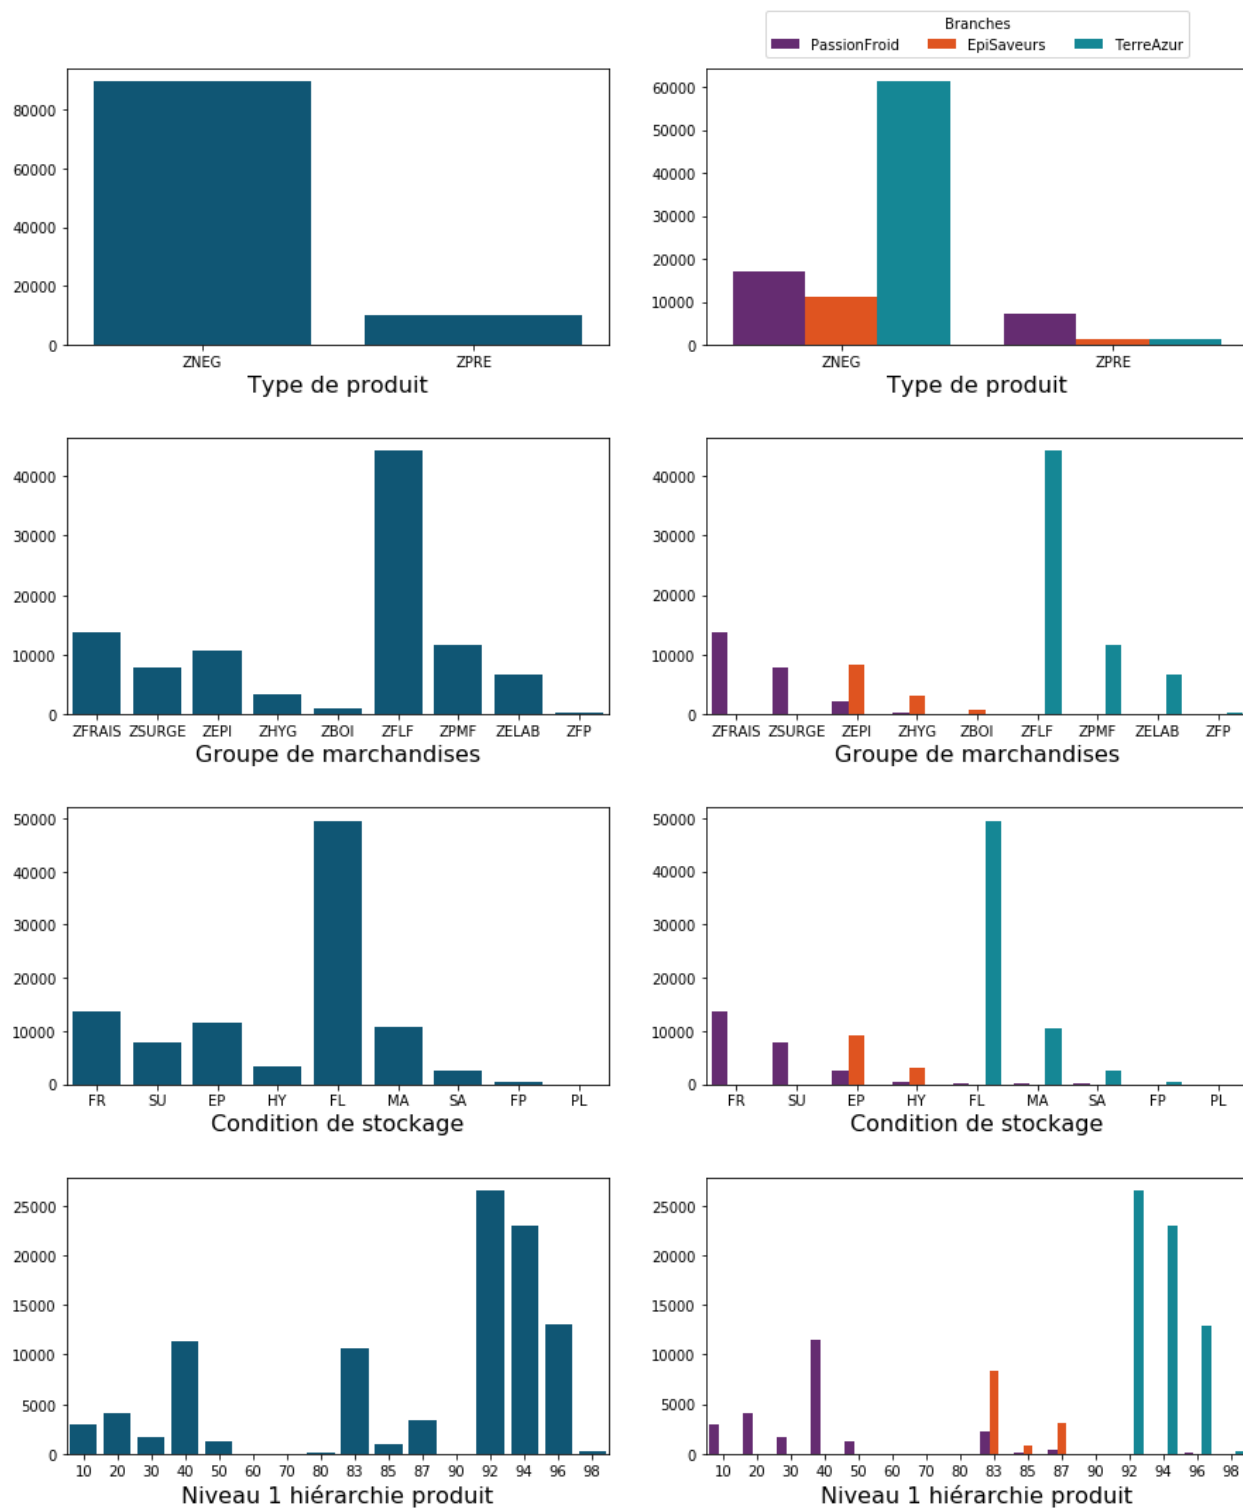 Branches
PassionFroid EpiSaveurs TerreAzur
80000
60000
40000
20000
0
ZNEG ZPRE
Type de produit
60000
50000
40000
30000
20000
10000
0
ZNEG ZPRE
Type de produit
40000
30000
20000
10000
0
ZFRAIS ZSURGE ZEPI ZHYG ZBOI ZFLF ZPMF ZELAB ZFP
Groupe de marchandises
40000
30000
20000
10000
0
ZFRAIS ZSURGE ZEPI ZHYG ZBOI ZFLF ZPMF ZELAB ZFP
Groupe de marchandises
50000
40000
30000
20000
10000
0
FR SU EP HY FL MA SA FP PL
Condition de stockage
50000
40000
30000
20000
10000
0
FR SU EP HY FL MA SA FP PL
Condition de stockage
25000
20000
15000
10000
5000
0
10 20 30 40 50 60 70 80 83 85 87 90 92 94 96 98
Niveau 1 hiérarchie produit
25000
20000
15000
10000
5000
0
10 20 30 40 50 60 70 80 83 85 87 90 92 94 96 98
Niveau 1 hiérarchie produit